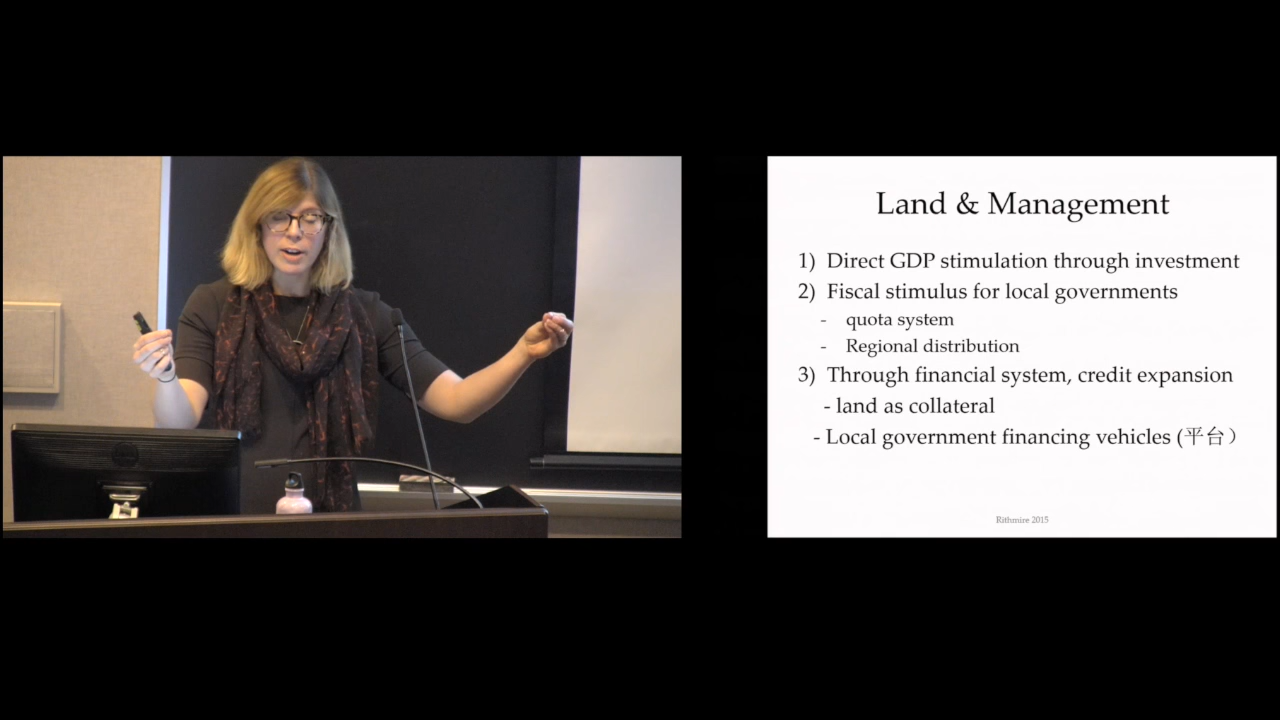 Land & Management
1) Direct GDP stimulation through investment
2) Fiscal stimulus for local governments
- quota system
- Regional distribution
3) Through financial system, credit expansion
- land as collateral
- Local government financing vehicles (平台）
Rithmire 2015